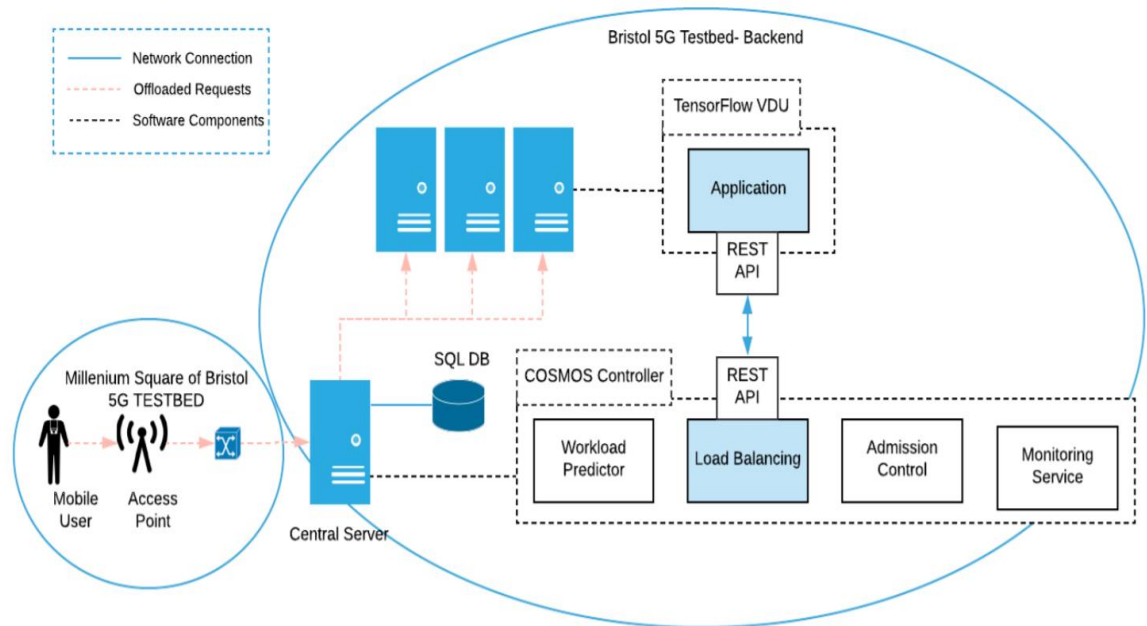 Network Connection
Offloaded Requests
Software Components
Bristol 5G Testbed- Backend
TensorFlow VDU
Application
REST
API
SQL DB
COSMOS Controller
REST
API
Workload
Predictor
Load Balancing
Admission
Control
Monitoring
Service
Millenium Square of Bristol
5G TESTBED
Mobile
User
Access
Point
Central Server